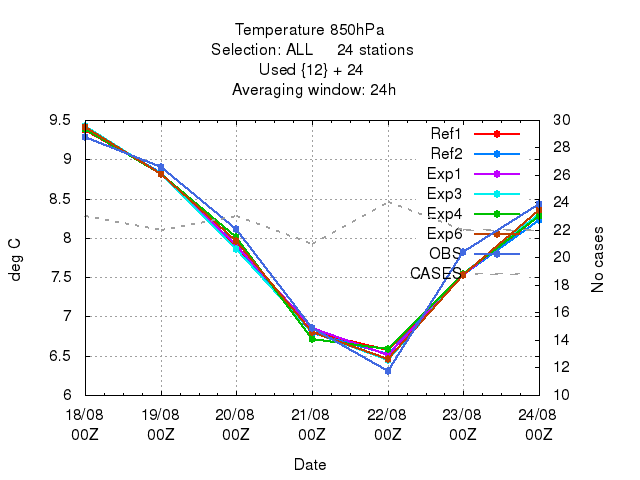 Temperature 850hPa
Selection: ALL 24 stations
Used {12} + 24
Averaging window: 24h
9.5
9
8.5
8
7.5
7
6.5
6
deg C
30
28
26
24
22
20
18
16
14
12
10
No cases
Ref1
Ref2
Exp1
Exp3
Exp4
Exp6
OBS
CASES
18/08 19/08 20/08 21/08 22/08 23/08 24/08
00Z 00Z 00Z 00Z 00Z 00Z 00Z
Date